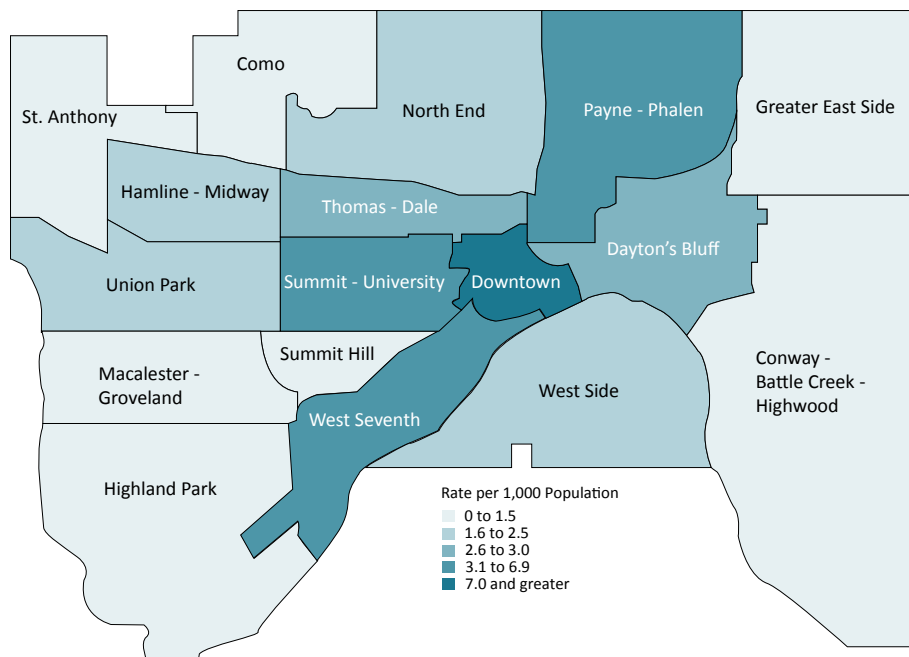 Como
St. Anthony
North End
Payne - Phalen
Greater East Side
Hamline - Midway
Thomas - Dale
Dayton's Bluff
Union Park
Summit - University
Downtown
Summit Hill
Macalester -
Groveland
West Seventh
West Side
Conway -
Battle Creek -
Highwood
Highland Park
Rate per 1,000 Population
0 to 1.5
1.6 to 2.5
2.6 to 3.0
3.1 to 6.9
7.0 and greater